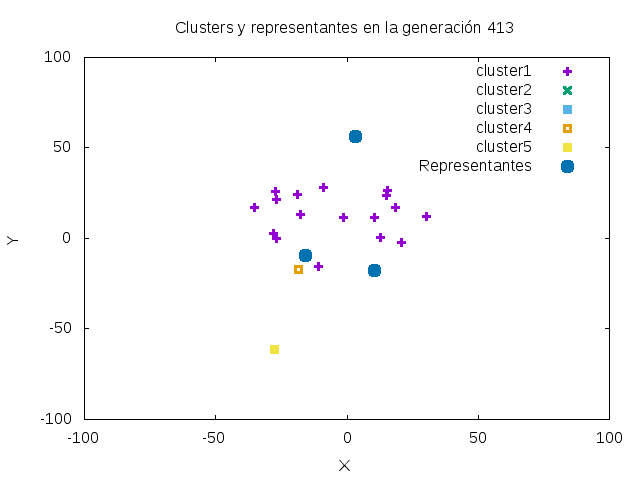 Clusters y representantes en la generación 413
100
50
0
-50
-100
-100
-50
0
50
100
Y
X
cluster1
cluster2
cluster3
cluster4
cluster5
Representantes